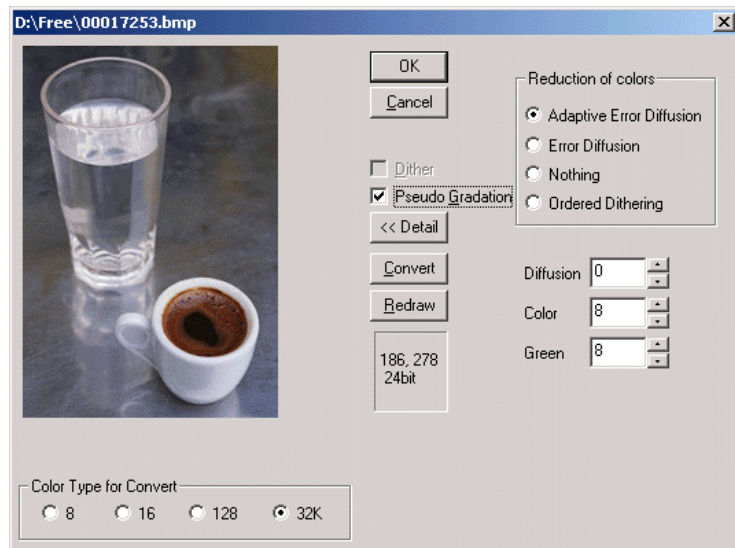 D:\Free\00017253.bmp
OK
Cancel
Dither
Pseudo Gradation
<< Detail
Convert
Redraw
186, 278
24bit
Reduction of colors
Adaptive Error Diffusion
Error Diffusion
Nothing
Ordered Dithering
Diffusion 0
Color 8
Green 8
Color Type for Convert
8 16 128 32K